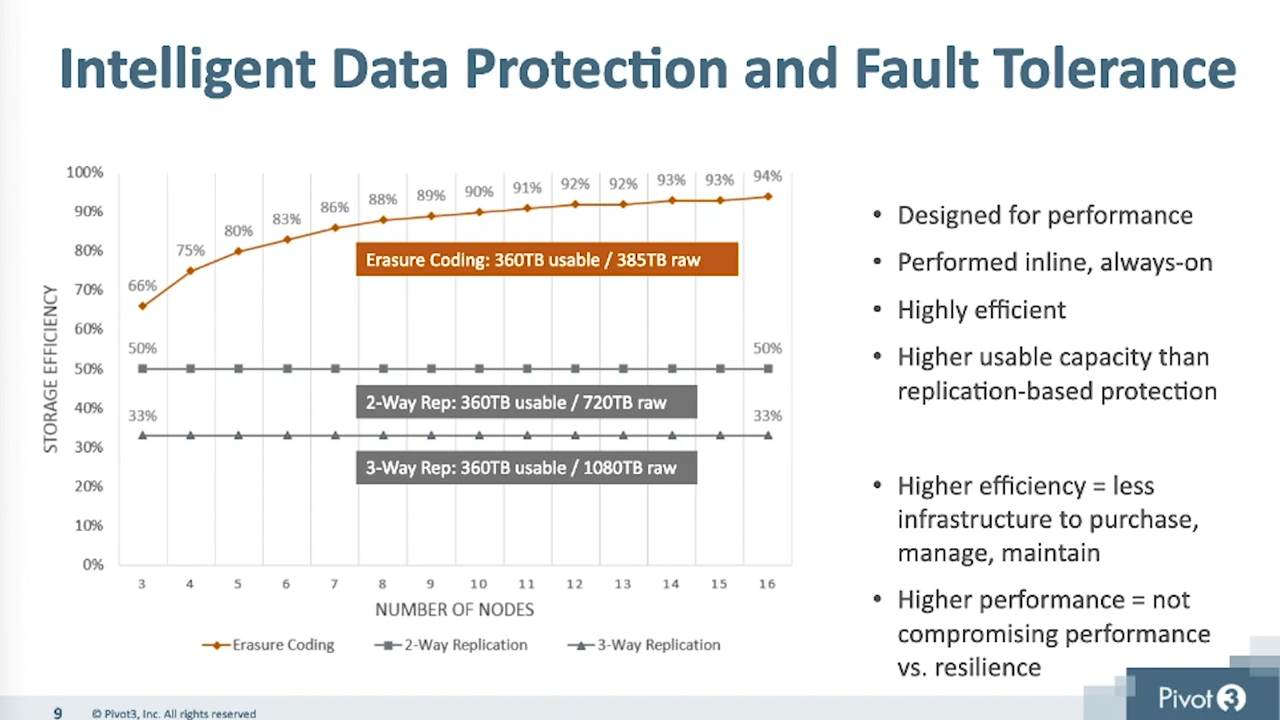 Intelligent Data Protection and Fault Tolerance
100%
90%
80%
70%
60%
50%
40%
30%
20%
10%
0%
STORAGE EFFICIENCY
66%
75%
80%
83%
86%
88%
89%
90%
91%
92%
92%
93%
93%
94%
Erasure Coding: 360TB usable / 385TB raw
50%
50%
2-Way Rep: 360TB usable / 720TB raw
33%
33%
3-Way Rep: 360TB usable / 1080TB raw
3 4 5 6 7 8 9 10 11 12 13 14 15 16
NUMBER OF NODES
Erasure Coding 2-Way Replication 3-Way Replication
• Designed for performance
• Performed inline, always-on
• Highly efficient
• Higher usable capacity than
replication-based protection
• Higher efficiency = less
infrastructure to purchase,
manage, maintain
• Higher performance = not
compromising performance
vs. resilience
9 © Pivot3, Inc. All rights reserved
Pivot3